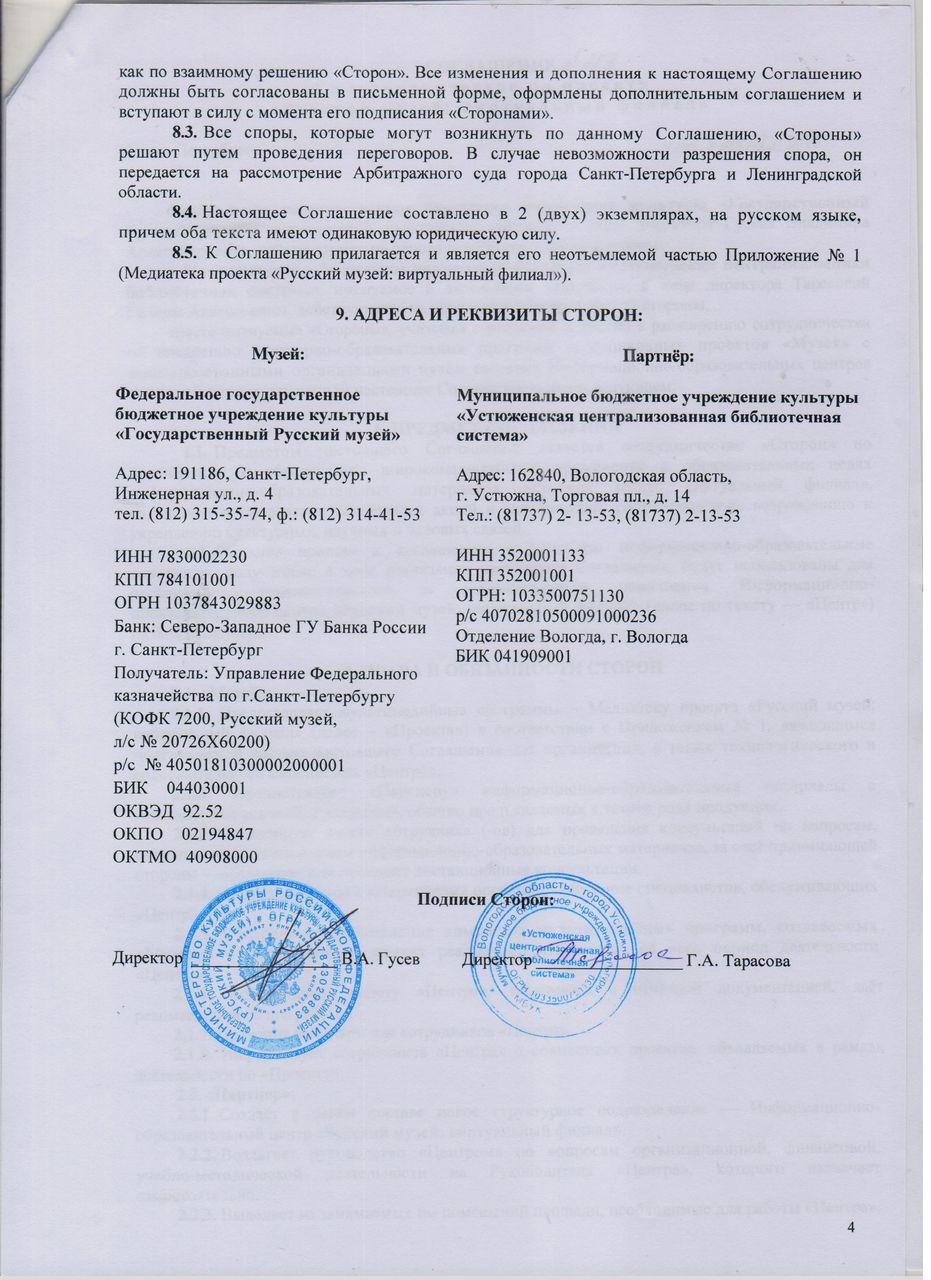 как по взаимному решению «Сторон». Все изменения и дополнения к настоящему Соглашению
должны быть согласованы в письменной форме, оформлены дополнительным соглашением и
вступают в силу с момента его подписания «Сторонами».
8.3. Все споры, которые могут возникнуть по данному Соглашению, «Стороны»
решают путем проведения переговоров. В случае невозможности разрешения спора, он
передается на рассмотрение Арбитражного суда города Санкт-Петербурга и Ленинградской
области.
8.4. Настоящее Соглашение составлено в 2 (двух) экземплярах, на русском языке,
причем оба текста имеют одинаковую юридическую силу.
8.5. К Соглашению прилагается и является его неотъемлемой частью Приложение № 1
(Медиатека проекта «Русский музей: виртуальный филиал»).
9. АДРЕСА И РЕКВИЗИТЫ СТОРОН:
Музей:
Федеральное государственное
бюджетное учреждение культуры
«Государственный Русский музей»
Адрес: 191186, Санкт-Петербург,
Инженерная ул., д. 4
тел. (812) 315-35-74, ф.: (812) 314-41-53
ИНН 7830002230
КПП 784101001
ОГРН 1037843029883
Банк: Северо-Западное ГУ Банка России
г. Санкт-Петербург
Получатель: Управление Федерального
казначейства по г.Санкт-Петербургу
(КОФК 7200, Русский музей,
л/с № 20726Х60200)
р/с № 40501810300002000001
БИК 044030001
ОКВЭД 92.52
ОКПО 02194847
ОКТМО 40908000
Партнёр:
Муниципальное бюджетное учреждение культуры
«Устюженская централизованная библиотечная
система»
Адрес: 162840, Вологодская область,
г. Устюжна, Торговая пл., д. 14
Тел.: (81737) 2- 13-53, (81737) 2-13-53
ИНН 3520001133
КПП 352001001
ОГРН: 1033500751130
р/с 40702810500091000236
Отделение Вологда, г. Вологда
БИК 041909001
Подписи Сторон:
Директор В.А. Гусев
Директор Г.А. Тарасова
МИНИСТЕРСТВО КУЛЬТУРЫ РОССИЙСКОЙ ФЕДЕРАЦИИ
«Устюженская
централизованная
библиотечная
система»
4